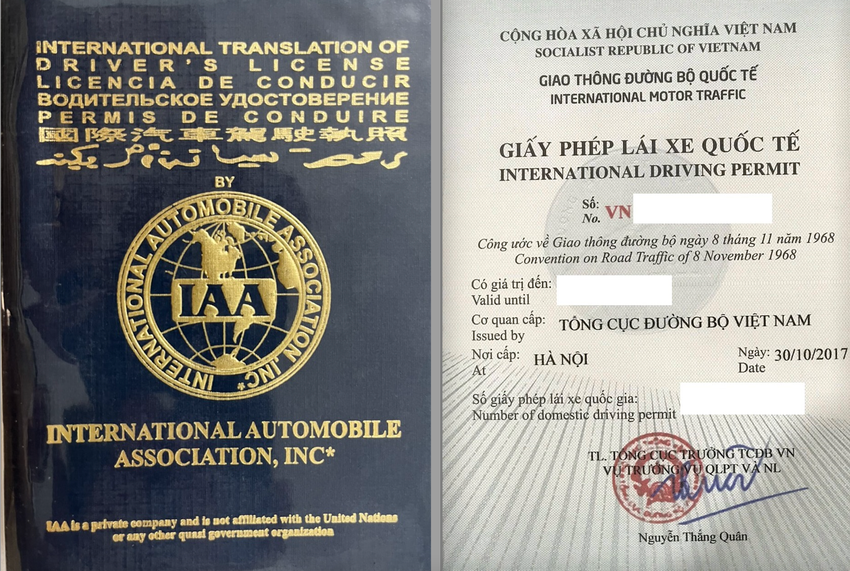 INTERNATIONAL TRANSLATION OF
DRIVER'S LICENSE
LICENCIA DE CONDUCIR
ВОДИТЕЛЬСКОЕ УДОСТОВЕРЕНИЕ
PERMIS DE CONDUIRE
國際汽車駕駛執照
BY
INTERNATIONAL AUTOMOBILE ASSOCIATION, INC*
IAA
INTERNATIONAL AUTOMOBILE
ASSOCIATION, INC*
IAA is a private company and is not affiliated with the United Nations
or any other quasi government organization
CỘNG HÒA XÃ HỘI CHỦ NGHĨA VIỆT NAM
SOCIALIST REPUBLIC OF VIETNAM
GIAO THÔNG ĐƯỜNG BỘ QUỐC TẾ
INTERNATIONAL MOTOR TRAFFIC
GIẤY PHÉP LÁI XE QUỐC TẾ
INTERNATIONAL DRIVING PERMIT
Số:
No. VN
Công ước về Giao thông đường bộ ngày 8 tháng 11 năm 1968
Convention on Road Traffic of 8 November 1968
Có giá trị đến:
Valid until
Cơ quan cấp: TỔNG CỤC ĐƯỜNG BỘ VIỆT NAM
Issued by
Nơi cấp: HÀ NỘI Ngày: 30/10/2017
At Date
Số giấy phép lái xe quốc gia:
Number of domestic driving permit
TL. TỔNG CỤC TRƯỞNG TCĐB VN
VỤ TRƯỞNG VỤ QLPT VÀ NL
Nguyễn Thắng Quân